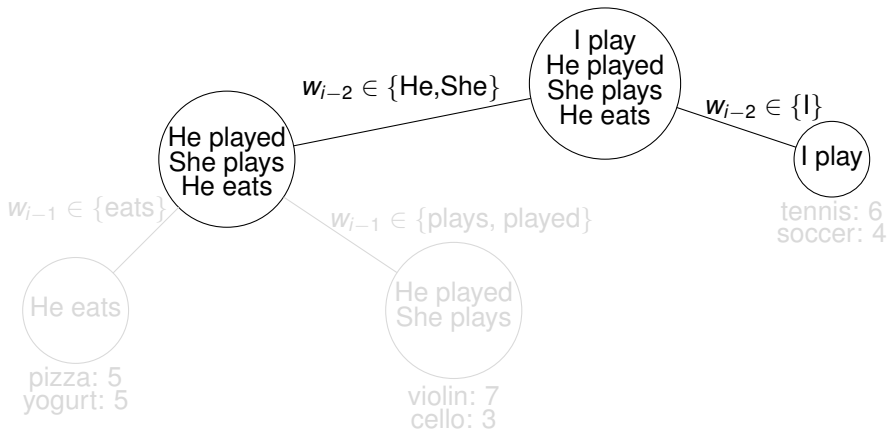 I play
He played
She plays
He eats
w_{i−2} ∈ {He,She}
w_{i−2} ∈ {I}
He played
She plays
He eats
I play
w_{i−1} ∈ {eats}
w_{i−1} ∈ {plays, played}
tennis: 6
soccer: 4
He eats
He played
She plays
pizza: 5
yogurt: 5
violin: 7
cello: 3